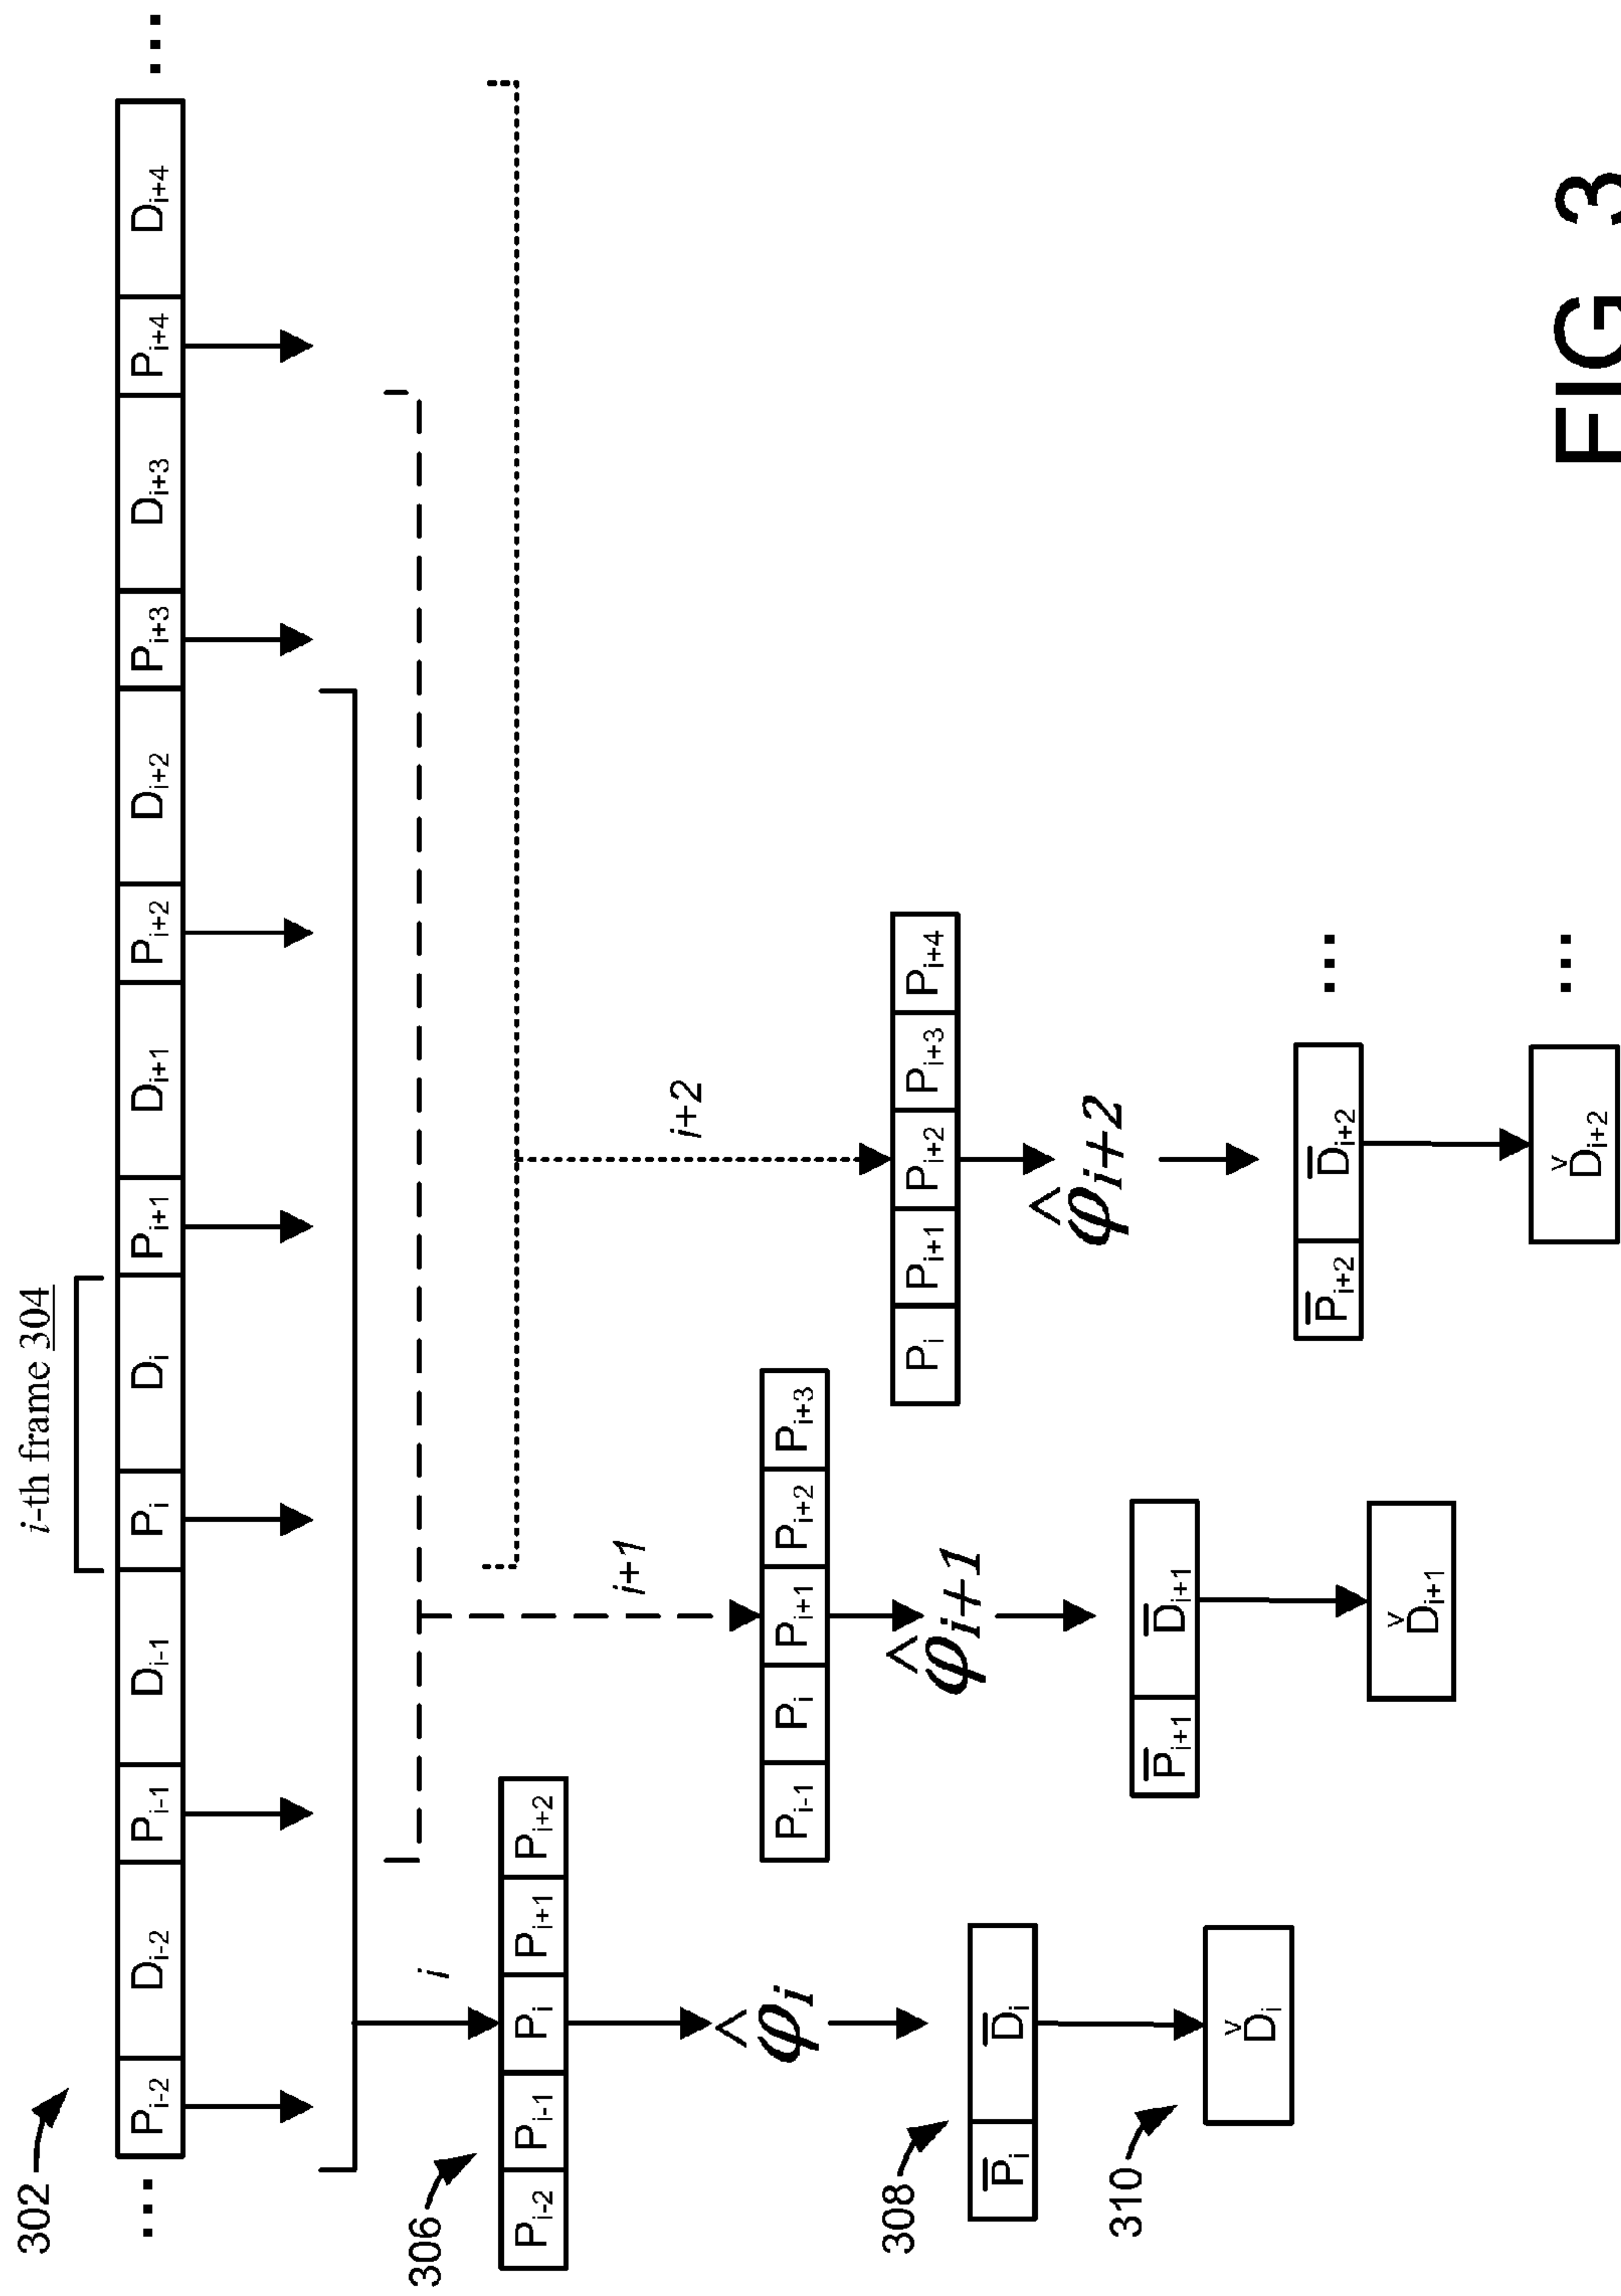 i-th frame 304
302
... P_{i-2} D_{i-2} P_{i-1} D_{i-1} P_i D_i P_{i+1} D_{i+1} P_{i+2} D_{i+2} P_{i+3} D_{i+3} P_{i+4} D_{i+4} ...
i
i+1
i+2
306
P_{i-2} P_{i-1} P_i P_{i+1} P_{i+2}
P_{i-1} P_i P_{i+1} P_{i+2} P_{i+3}
P_i P_{i+1} P_{i+2} P_{i+3} P_{i+4}
φ̂_i
φ̂_{i+1}
φ̂_{i+2}
308
P̅_i D̅_i
P̅_{i+1} D̅_{i+1}
P̅_{i+2} D̅_{i+2} ...
310
Ď_i
Ď_{i+1}
Ď_{i+2} ...
FIG 3